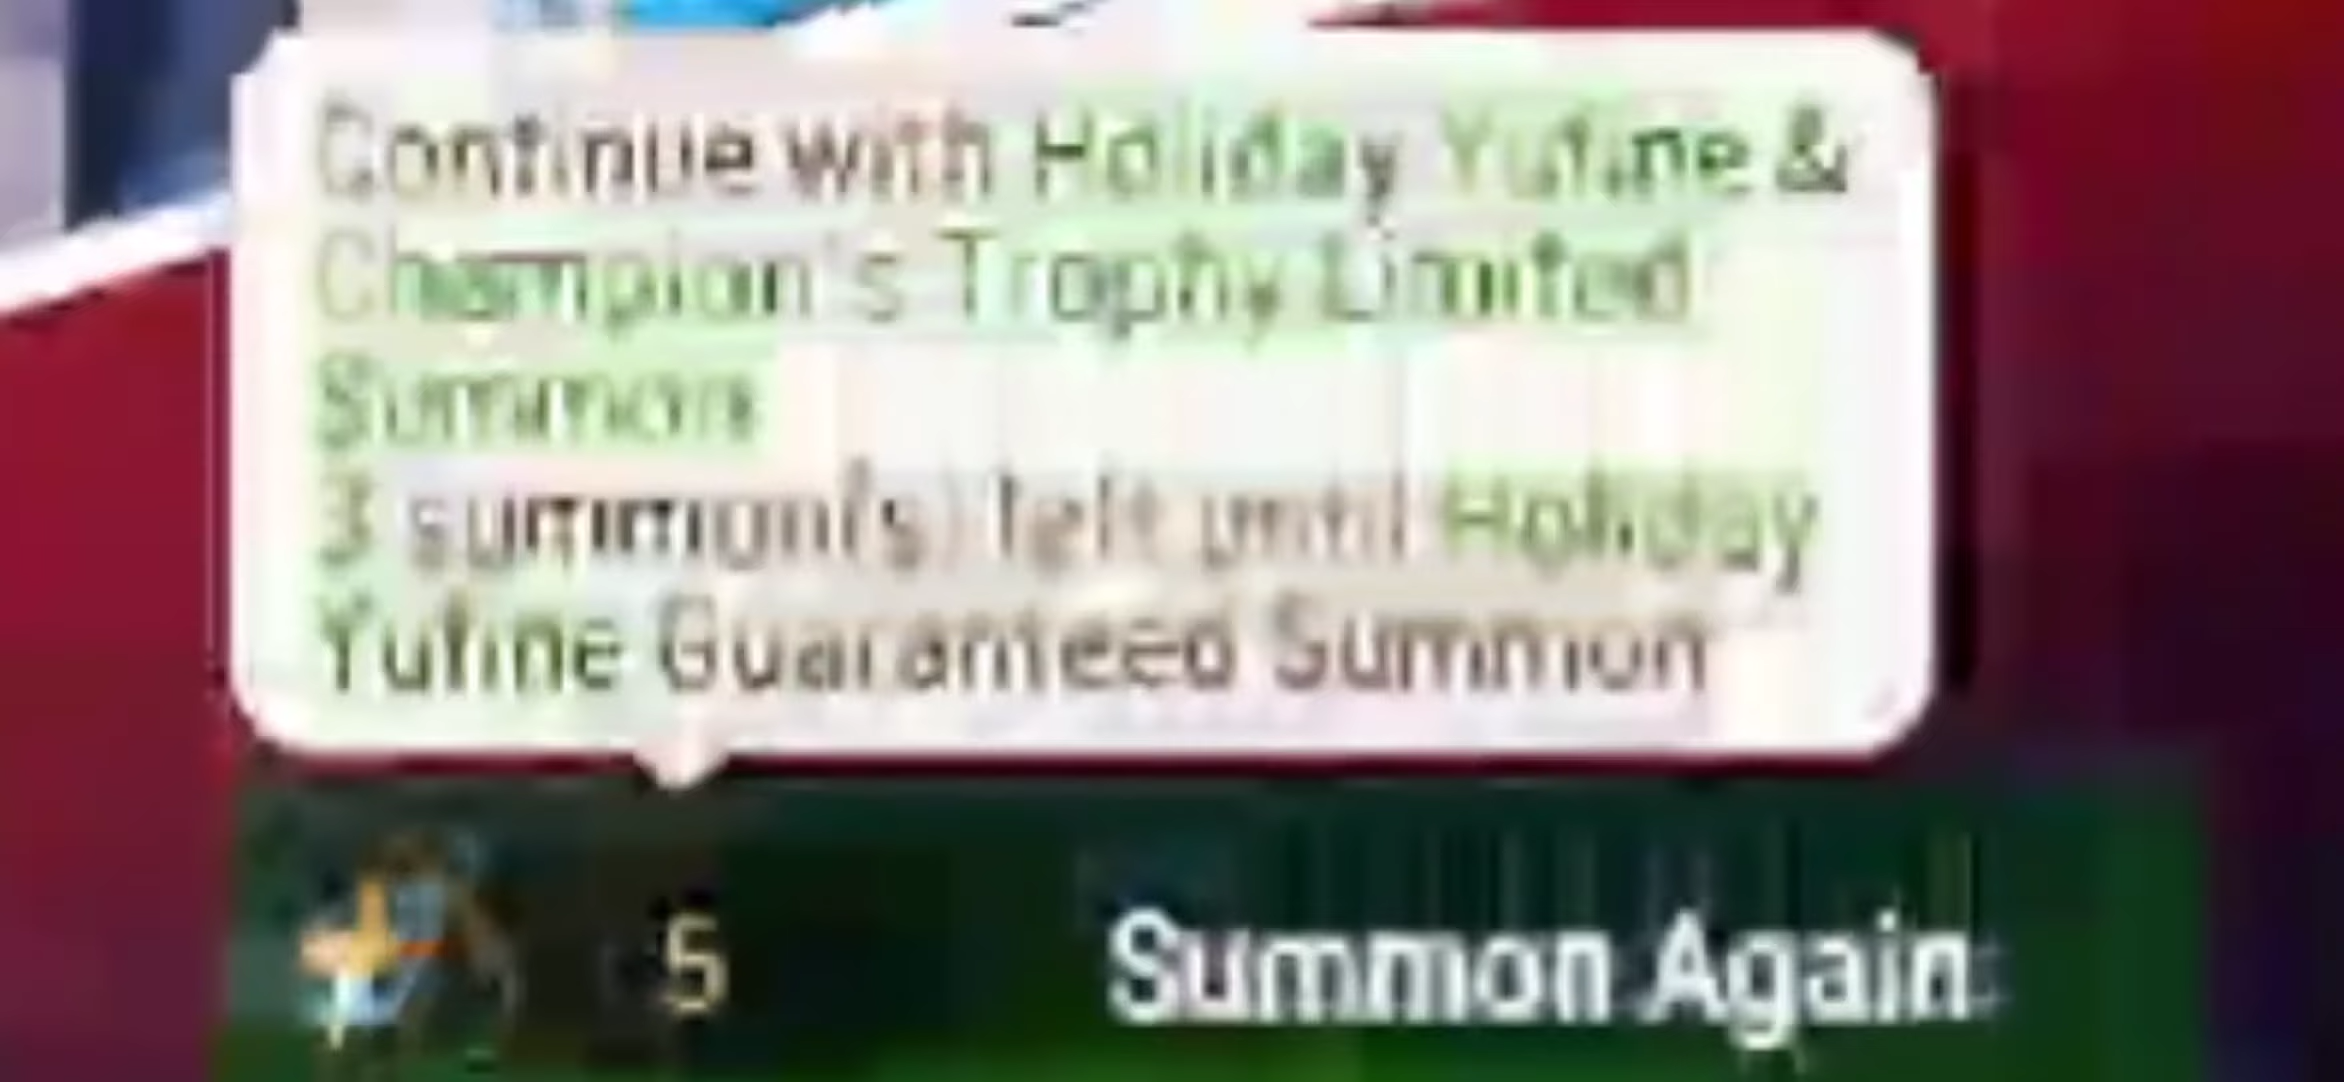 Continue with Holiday Yufine &
Champion's Trophy Limited
Summon
3 summon(s) left until Holiday
Yufine Guaranteed Summon
5
Summon Again